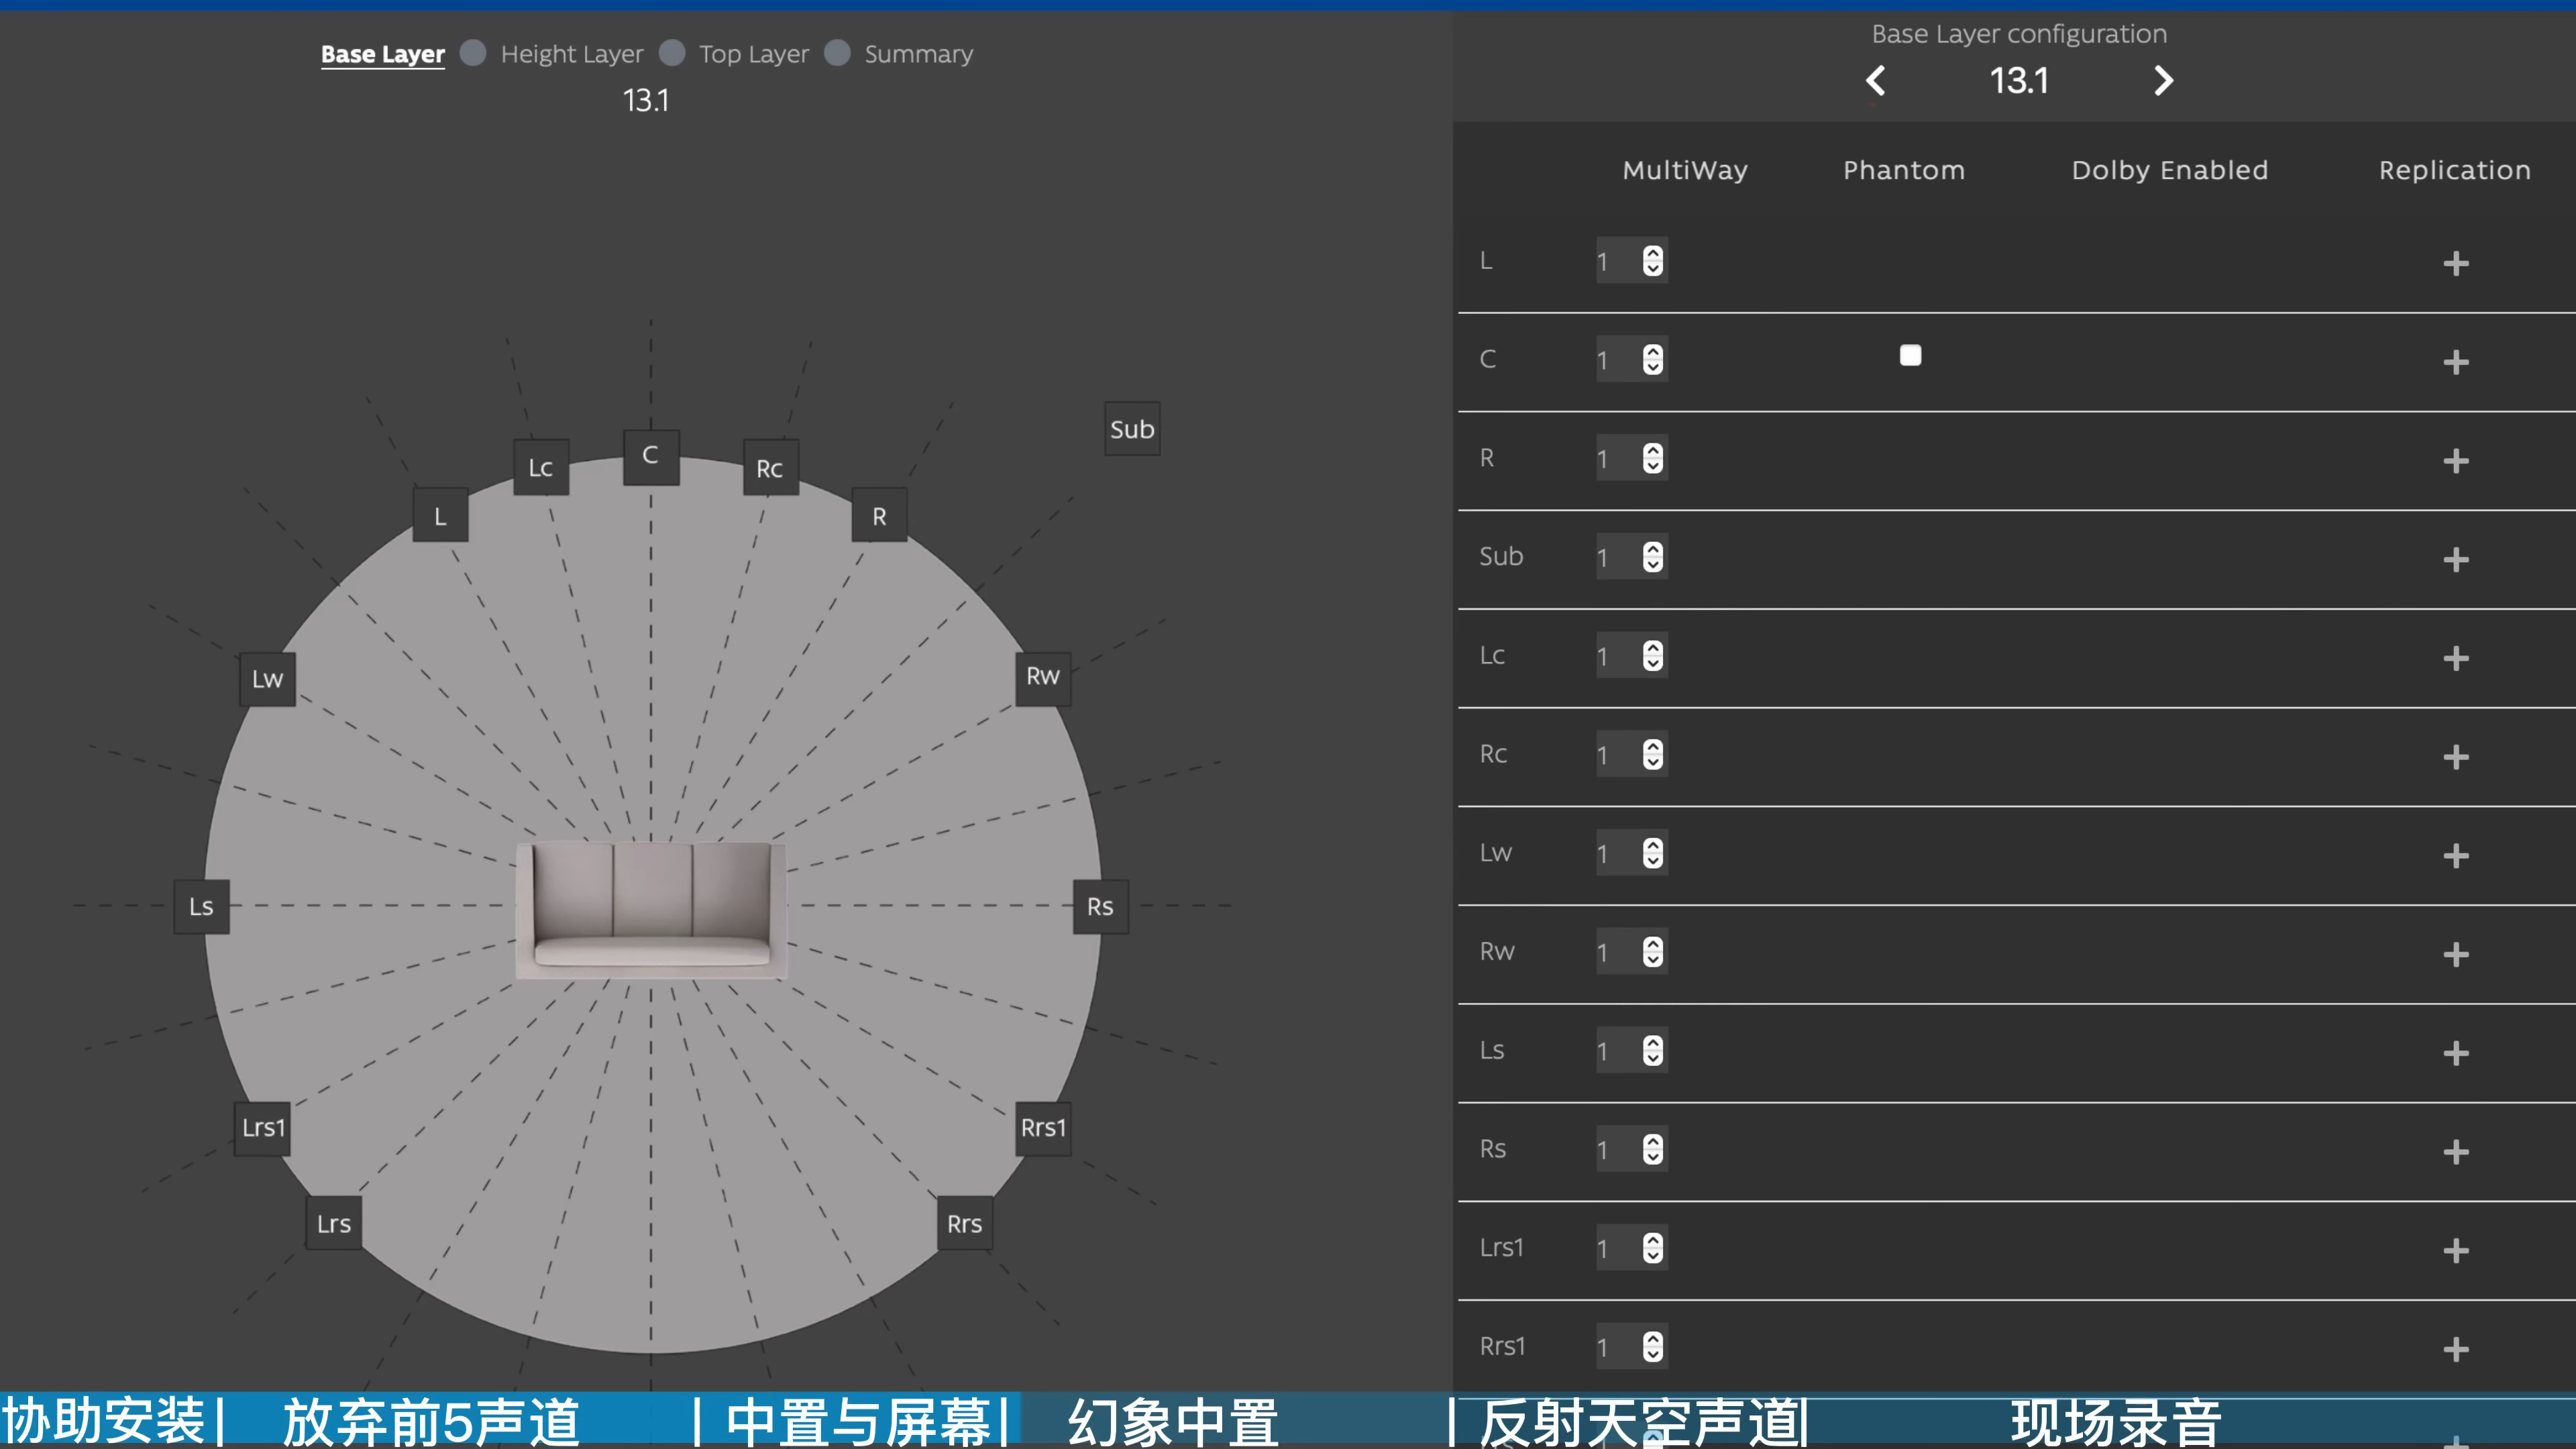 Base Layer Height Layer Top Layer Summary
13.1
Sub
C
Lc
Rc
L
R
Lw
Rw
Ls
Rs
Lrs1
Rrs1
Lrs
Rrs
Base Layer configuration
13.1
MultiWay Phantom Dolby Enabled Replication
L 1 +
C 1 +
R 1 +
Sub 1 +
Lc 1 +
Rc 1 +
Lw 1 +
Rw 1 +
Ls 1 +
Rs 1 +
Lrs1 1 +
Rrs1 1 +
协助安装| 放弃前5声道 |中置与屏幕| 幻象中置 |反射天空声道| 现场录音